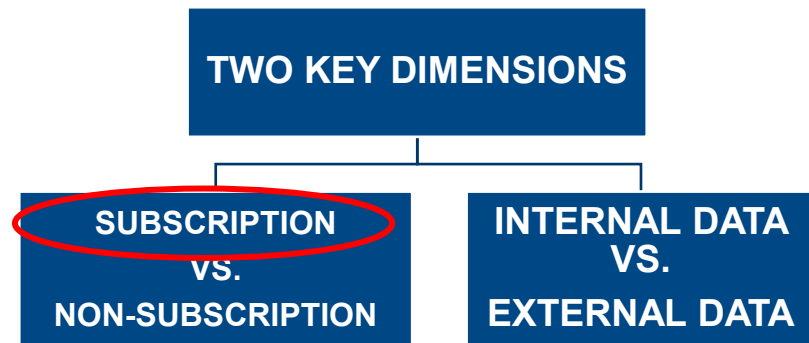 TWO KEY DIMENSIONS
SUBSCRIPTION
VS.
NON-SUBSCRIPTION
INTERNAL DATA
VS.
EXTERNAL DATA